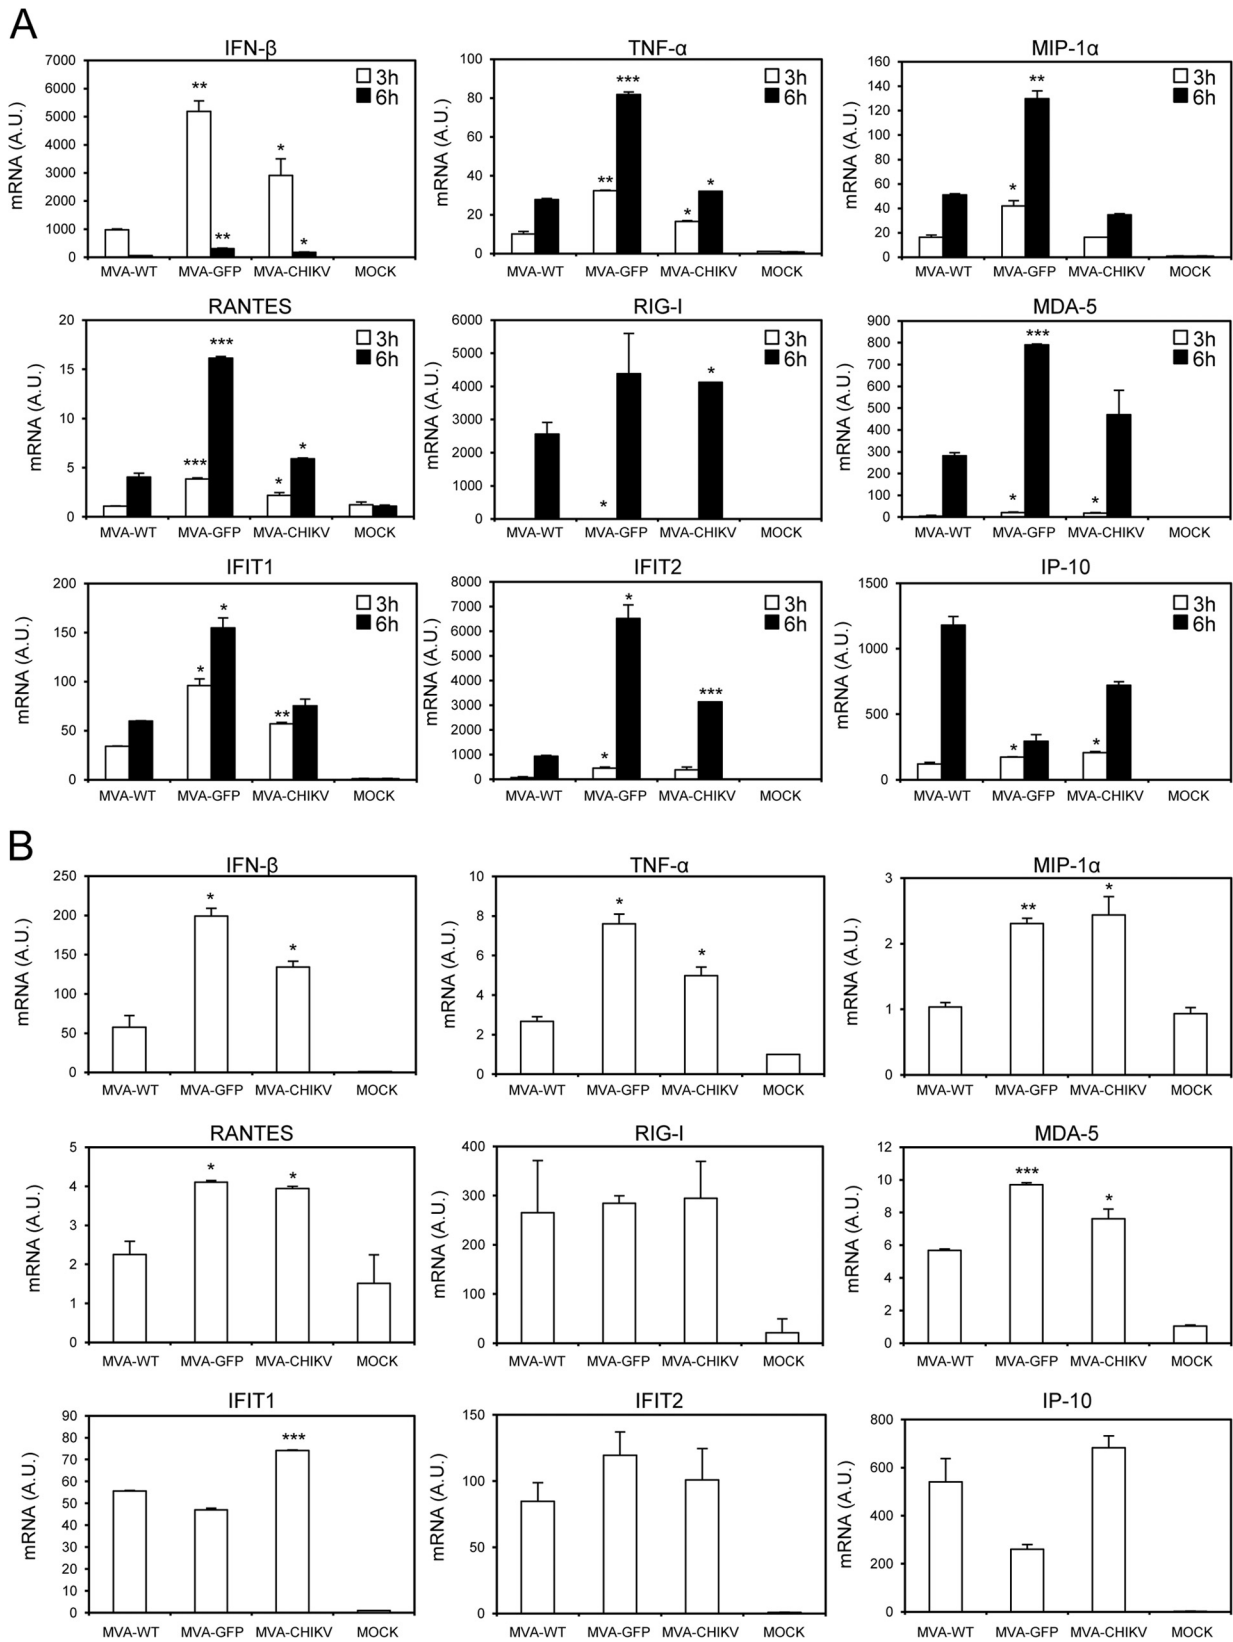 A
IFN-β
7000
6000
5000
4000
3000
2000
1000
0
mRNA (A.U.)
3h
6h
**
**
*
*
MVA-WT MVA-GFP MVA-CHIKV MOCK
TNF-α
100
80
60
40
20
0
mRNA (A.U.)
3h
6h
**
***
*
*
MVA-WT MVA-GFP MVA-CHIKV MOCK
MIP-1α
160
140
120
100
80
60
40
20
0
mRNA (A.U.)
3h
6h
*
**
MVA-WT MVA-GFP MVA-CHIKV MOCK
RANTES
20
15
10
5
0
mRNA (A.U.)
3h
6h
***
***
*
*
MVA-WT MVA-GFP MVA-CHIKV MOCK
RIG-I
6000
5000
4000
3000
2000
1000
0
mRNA (A.U.)
3h
6h
*
*
MVA-WT MVA-GFP MVA-CHIKV MOCK
MDA-5
900
800
700
600
500
400
300
200
100
0
mRNA (A.U.)
3h
6h
*
***
*
MVA-WT MVA-GFP MVA-CHIKV MOCK
IFIT1
200
150
100
50
0
mRNA (A.U.)
3h
6h
*
*
**
MVA-WT MVA-GFP MVA-CHIKV MOCK
IFIT2
8000
7000
6000
5000
4000
3000
2000
1000
0
mRNA (A.U.)
3h
6h
*
*
***
MVA-WT MVA-GFP MVA-CHIKV MOCK
IP-10
1500
1000
500
0
mRNA (A.U.)
3h
6h
*
*
MVA-WT MVA-GFP MVA-CHIKV MOCK
B
IFN-β
250
200
150
100
50
0
mRNA (A.U.)
*
*
MVA-WT MVA-GFP MVA-CHIKV MOCK
TNF-α
10
8
6
4
2
0
mRNA (A.U.)
*
*
MVA-WT MVA-GFP MVA-CHIKV MOCK
MIP-1α
3
2
1
0
mRNA (A.U.)
**
*
MVA-WT MVA-GFP MVA-CHIKV MOCK
RANTES
5
4
3
2
1
0
mRNA (A.U.)
*
*
MVA-WT MVA-GFP MVA-CHIKV MOCK
RIG-I
400
300
200
100
0
mRNA (A.U.)
MVA-WT MVA-GFP MVA-CHIKV MOCK
MDA-5
12
10
8
6
4
2
0
mRNA (A.U.)
***
*
MVA-WT MVA-GFP MVA-CHIKV MOCK
IFIT1
90
80
70
60
50
40
30
20
10
0
mRNA (A.U.)
***
MVA-WT MVA-GFP MVA-CHIKV MOCK
IFIT2
150
100
50
0
mRNA (A.U.)
MVA-WT MVA-GFP MVA-CHIKV MOCK
IP-10
800
600
400
200
0
mRNA (A.U.)
MVA-WT MVA-GFP MVA-CHIKV MOCK